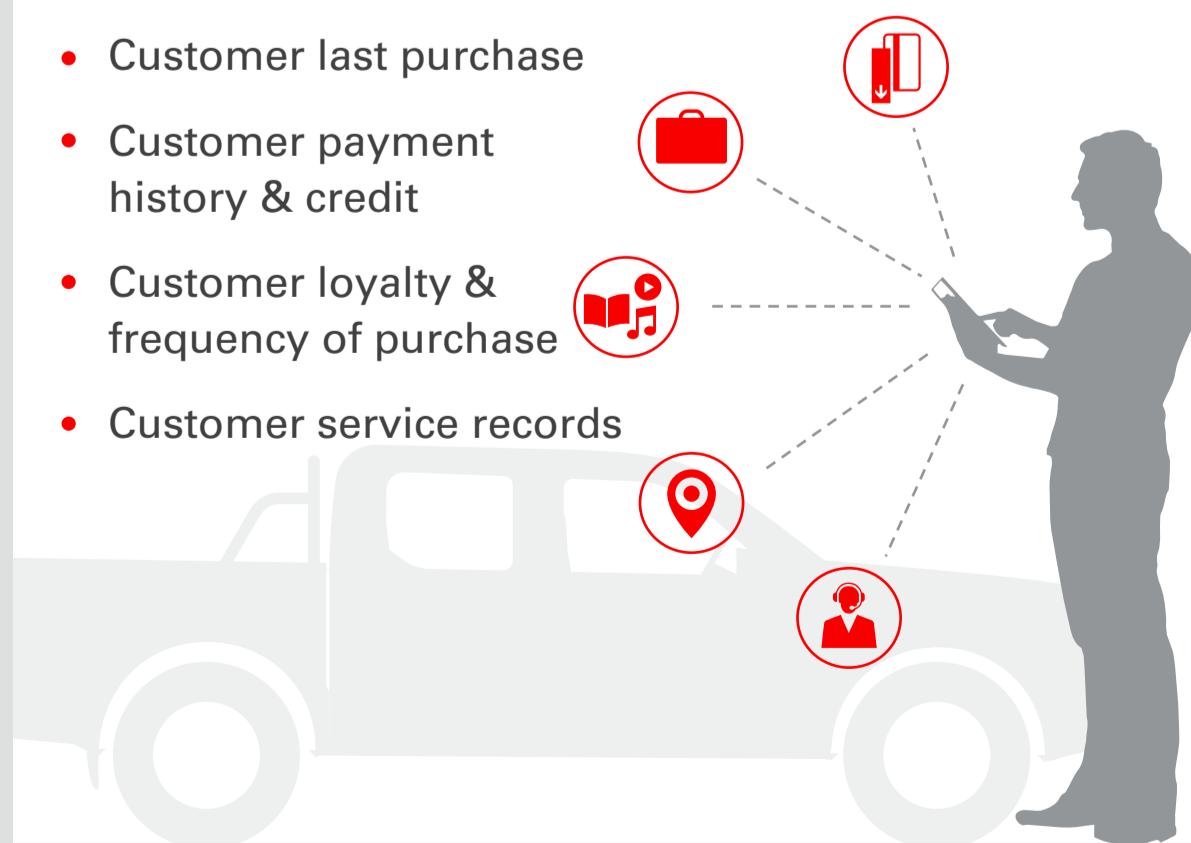 Customer last purchase
Customer payment
history & credit
Customer loyalty &
frequency of purchase
Customer service records